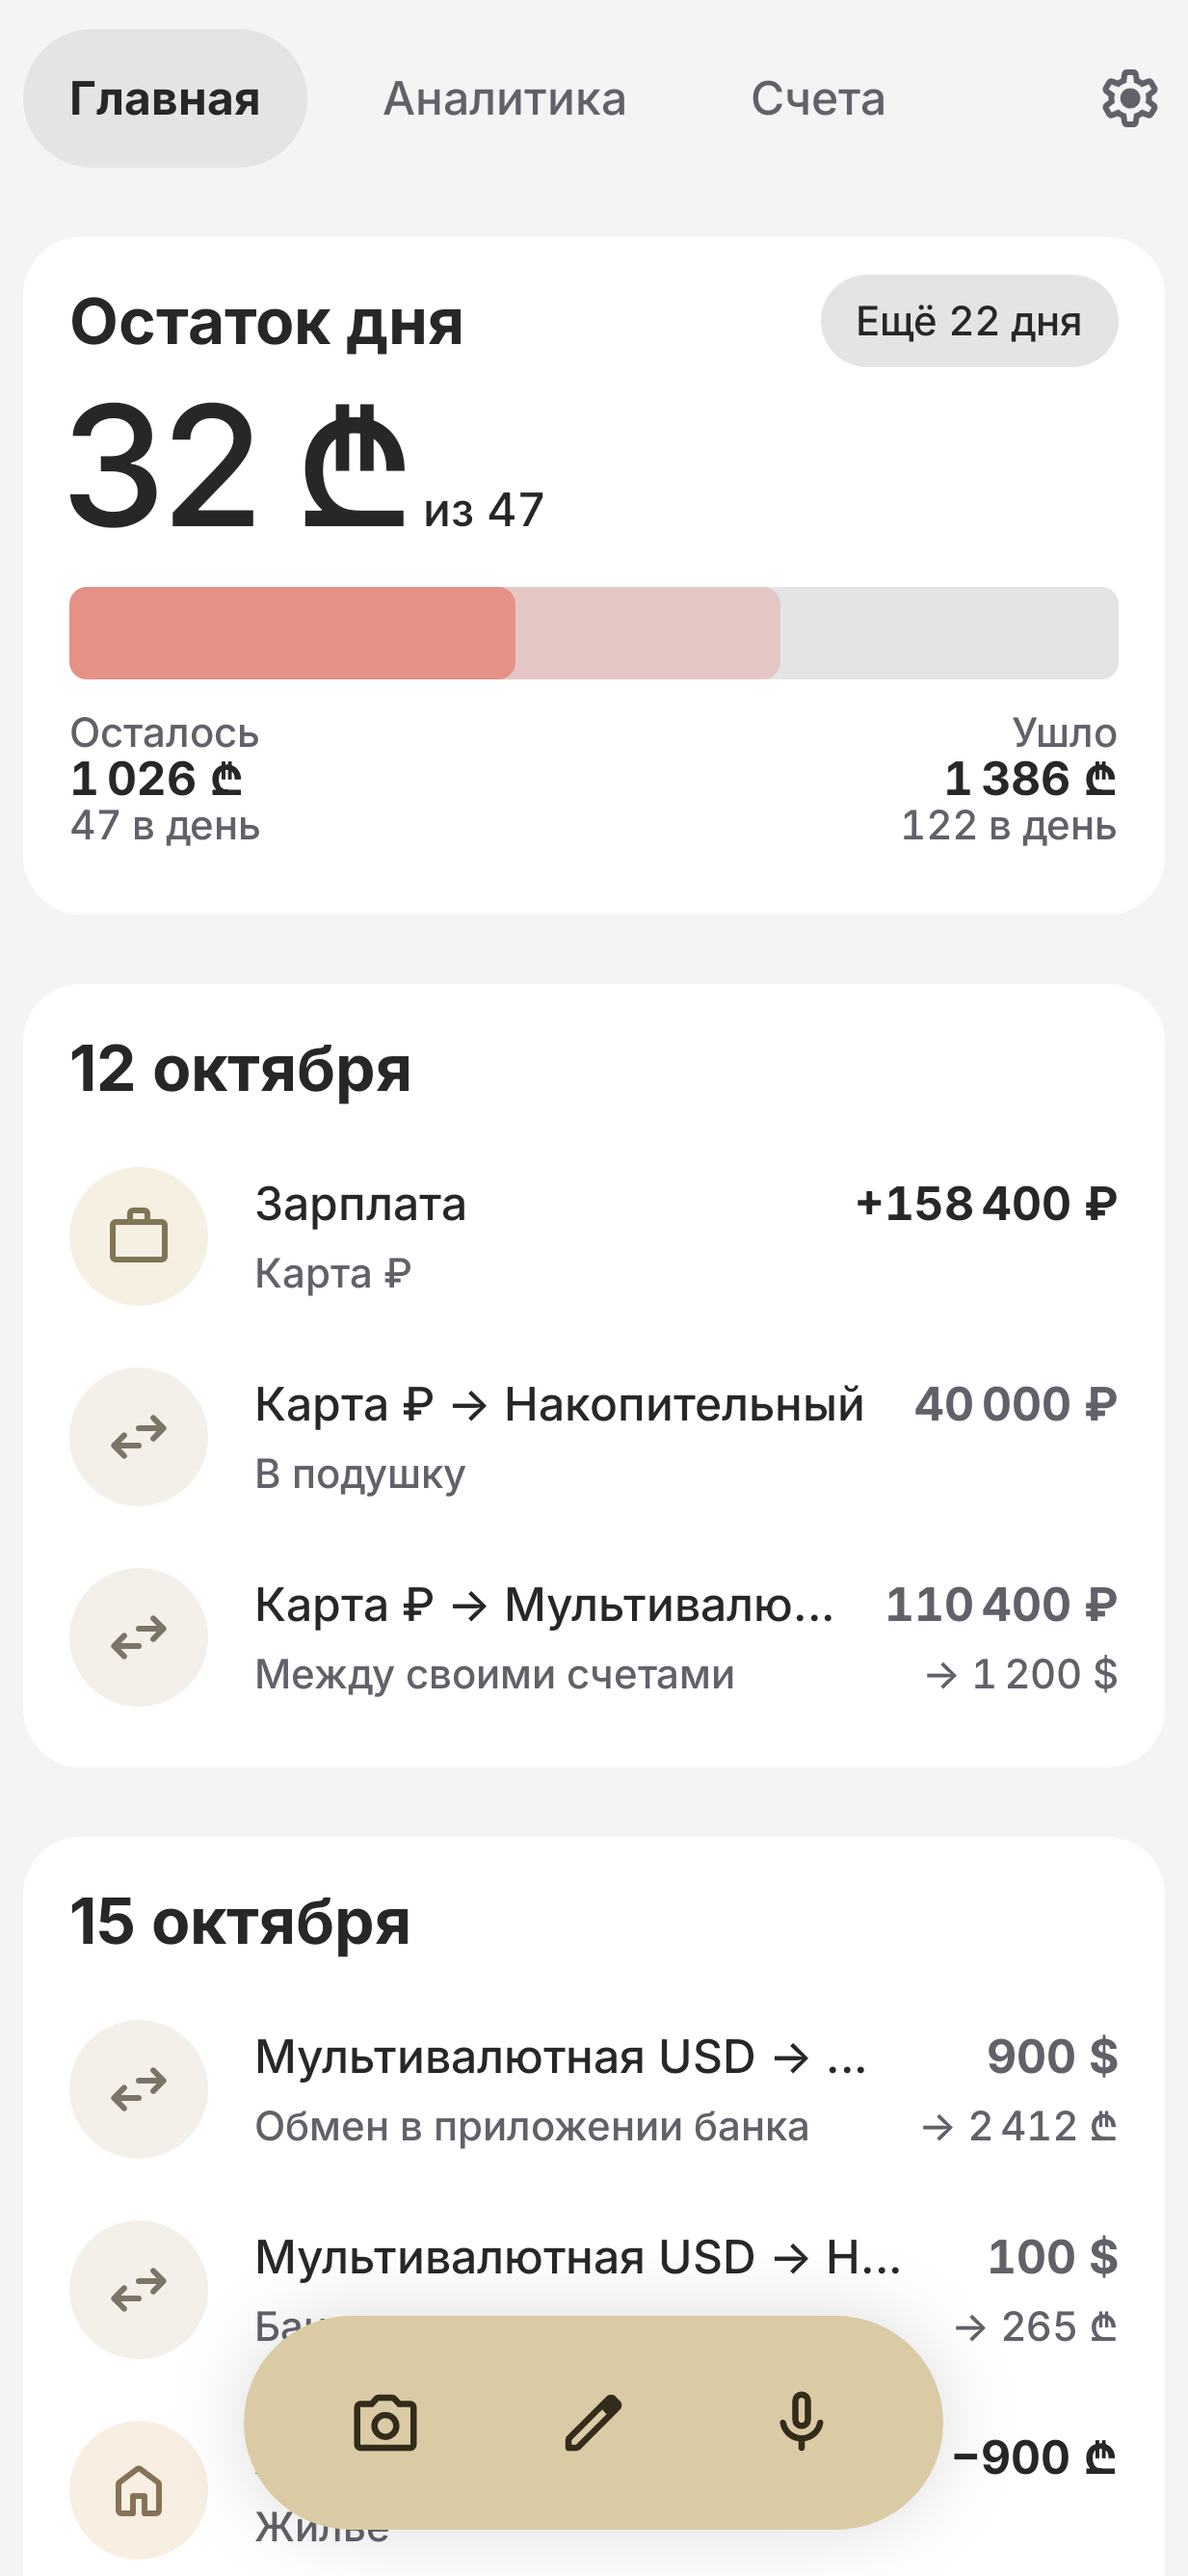 Главная
Аналитика
Счета
Остаток дня
Ещё 22 дня
32 ₾ из 47
Осталось
Ушло
1 026 ₾
1 386 ₾
47 в день
122 в день
12 октября
Зарплата
+158 400 ₽
Карта ₽
Карта ₽ → Накопительный
40 000 ₽
В подушку
Карта ₽ → Мультивалю...
110 400 ₽
Между своими счетами
→ 1 200 $
15 октября
Мультивалютная USD → ...
900 $
Обмен в приложении банка
→ 2 412 ₾
Мультивалютная USD → Н...
100 $
→ 265 ₾
−900 ₾
Жильё